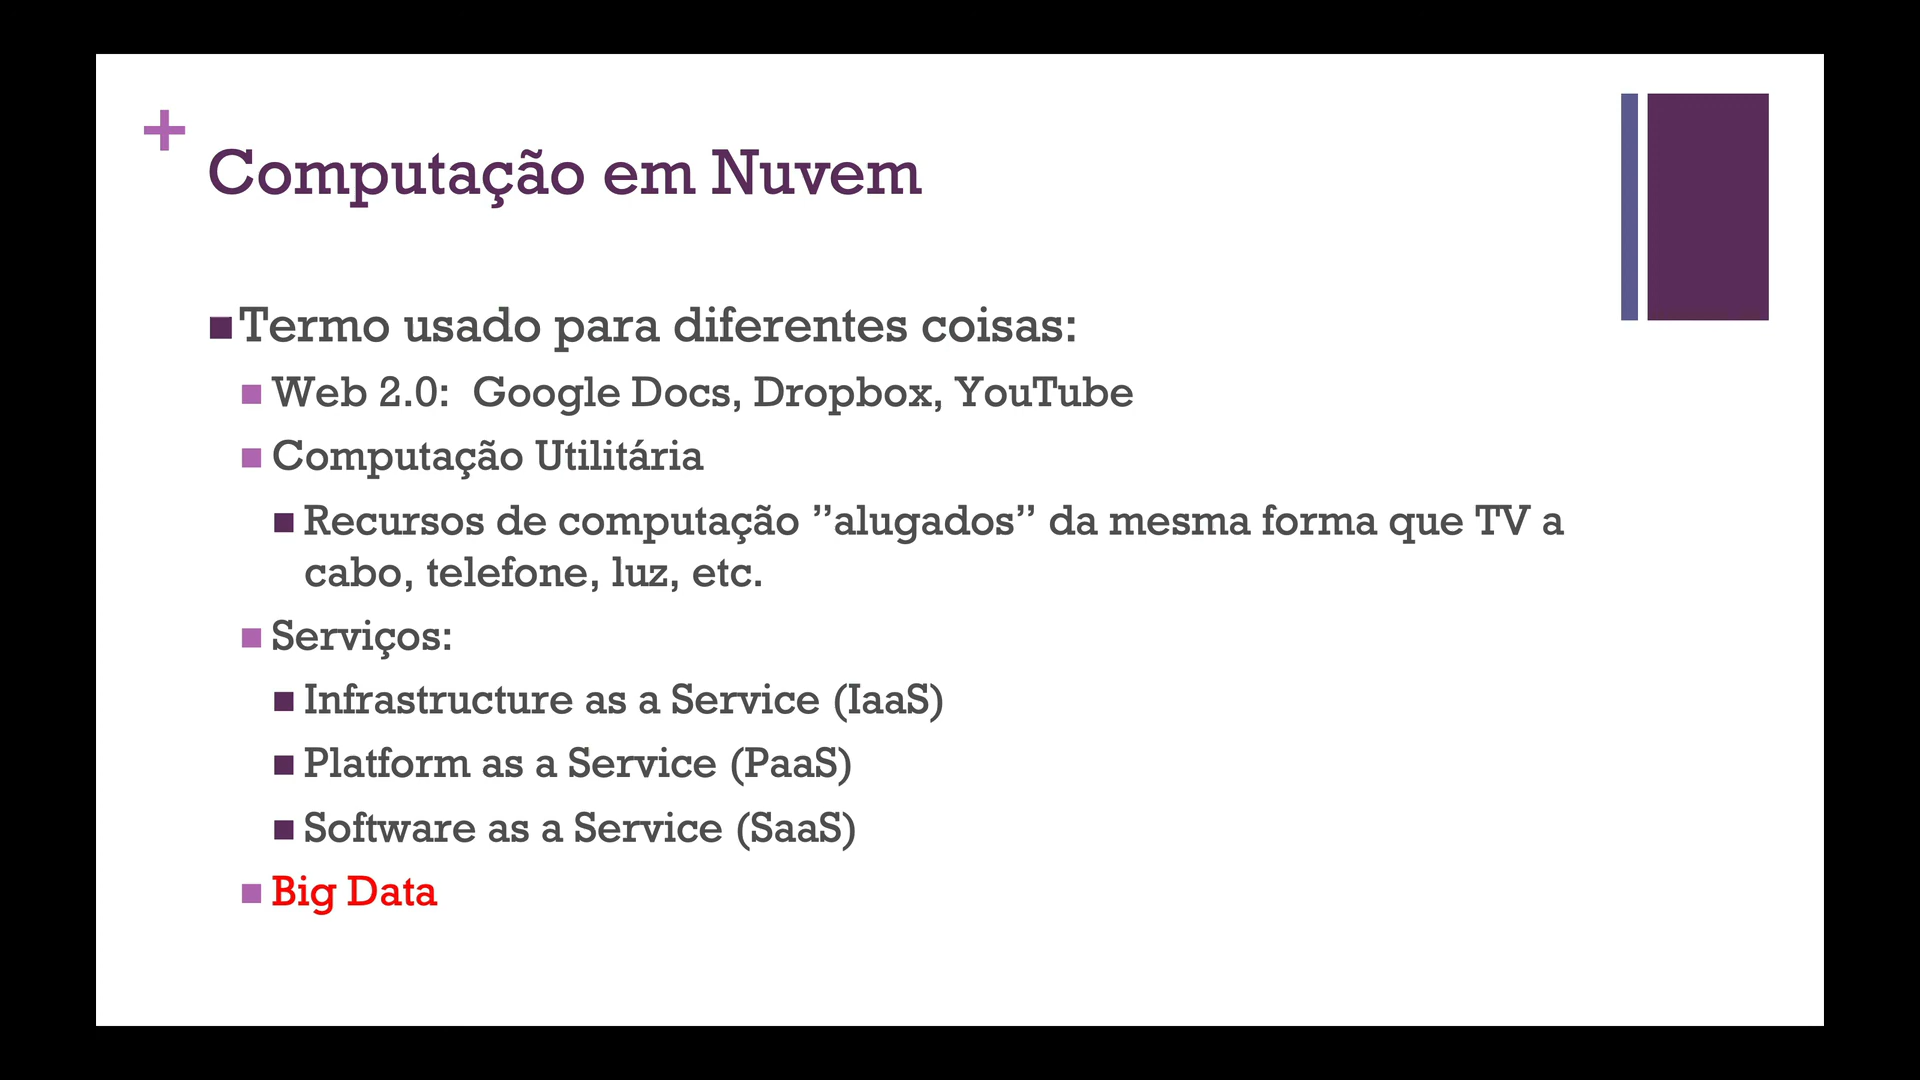 Computação em Nuvem
Termo usado para diferentes coisas:
Web 2.0: Google Docs, Dropbox, YouTube
Computação Utilitária
Recursos de computação ”alugados” da mesma forma que TV a
cabo, telefone, luz, etc.
Serviços:
Infrastructure as a Service (IaaS)
Platform as a Service (PaaS)
Software as a Service (SaaS)
Big Data